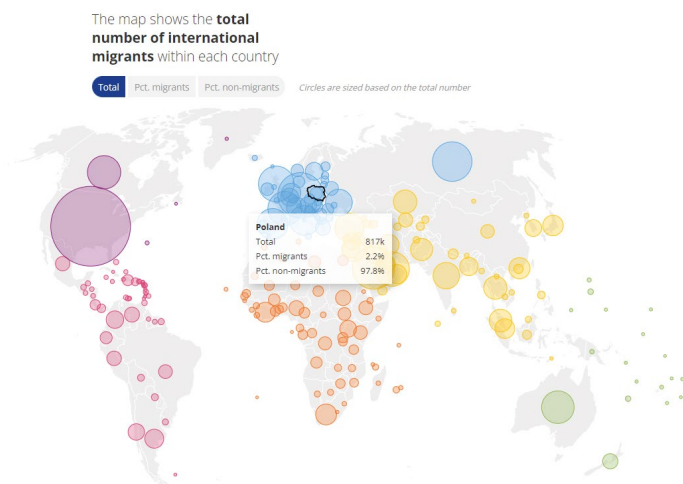 The map shows the total
number of international
migrants within each country
Total Pct. migrants Pct. non-migrants Circles are sized based on the total number
Poland
Total 817k
Pct. migrants 2.2%
Pct. non-migrants 97.8%